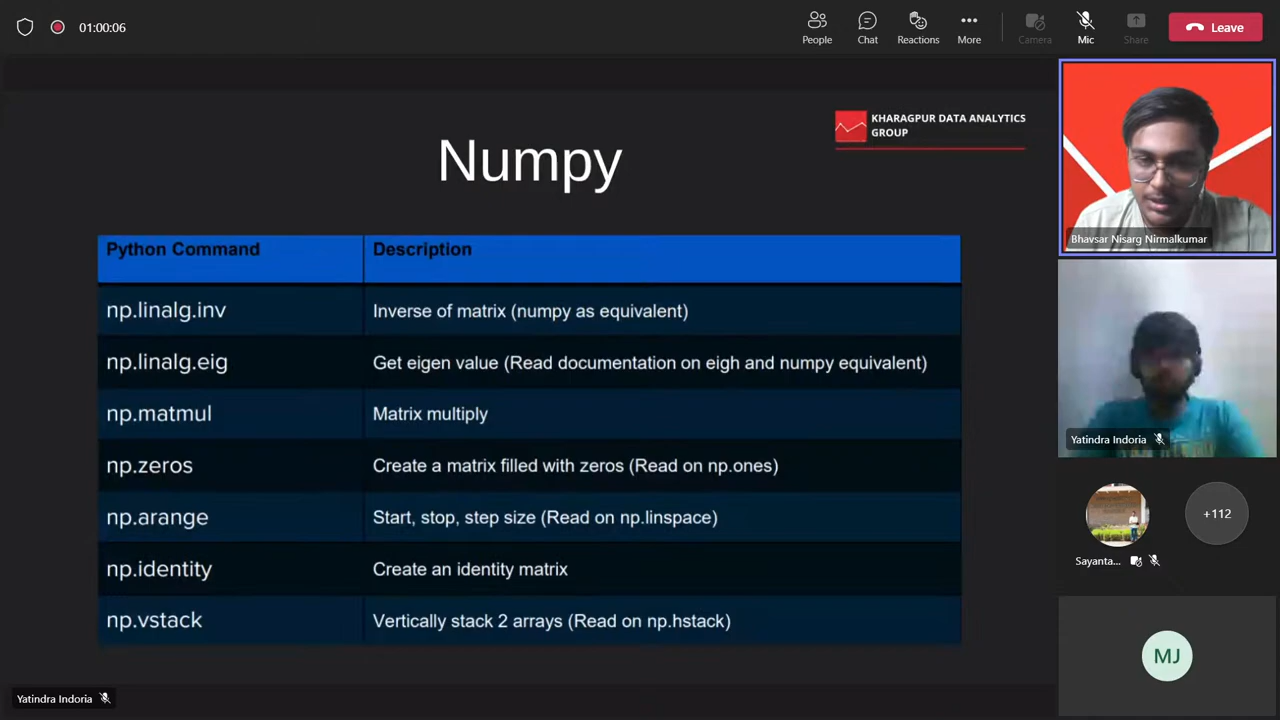 01:00:06
People
Chat
Reactions
More
Camera
Mic
Share
Leave
KHARAGPUR DATA ANALYTICS
GROUP
Numpy
Python Command Description
np.linalg.inv Inverse of matrix (numpy as equivalent)
np.linalg.eig Get eigen value (Read documentation on eigh and numpy equivalent)
np.matmul Matrix multiply
np.zeros Create a matrix filled with zeros (Read on np.ones)
np.arange Start, stop, step size (Read on np.linspace)
np.identity Create an identity matrix
np.vstack Vertically stack 2 arrays (Read on np.hstack)
Yatindra Indoria
Bhavsar Nisarg Nirmalkumar
Yatindra Indoria
+112
Sayanta...
MJ